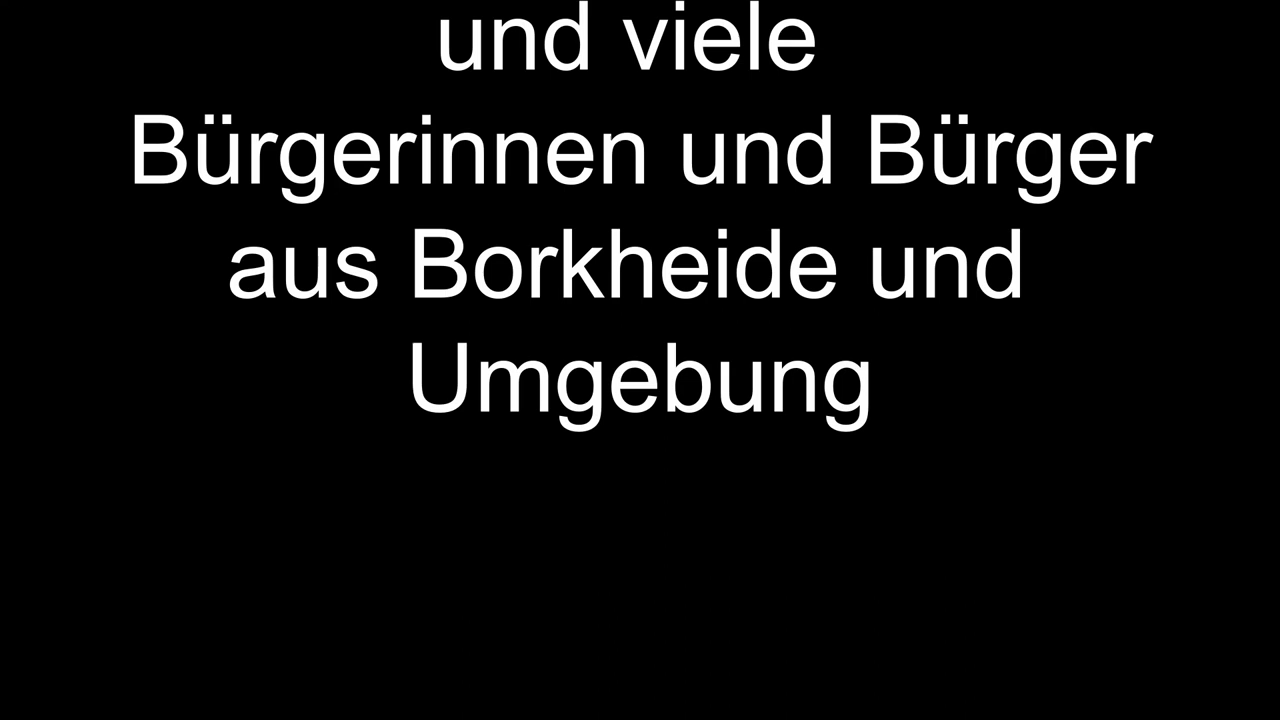 und viele
Bürgerinnen und Bürger
aus Borkheide und
Umgebung